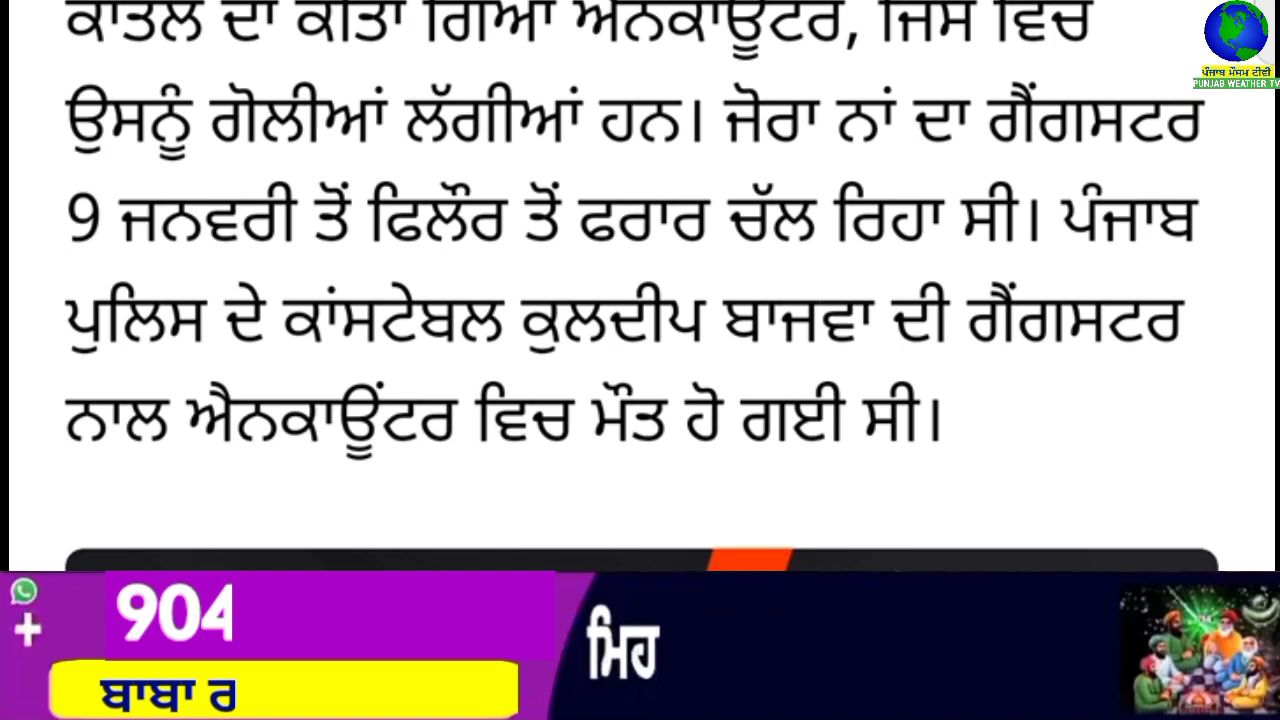 ਕਾਤਲ ਦਾ ਕੀਤਾ ਗਿਆ ਐਨਕਾਊਂਟਰ, ਜਿਸ ਵਿਚ
ਉਸਨੂੰ ਗੋਲੀਆਂ ਲੱਗੀਆਂ ਹਨ। ਜੋਰਾ ਨਾਂ ਦਾ ਗੈਂਗਸਟਰ
9 ਜਨਵਰੀ ਤੋਂ ਫਿਲੌਰ ਤੋਂ ਫਰਾਰ ਚੱਲ ਰਿਹਾ ਸੀ। ਪੰਜਾਬ
ਪੁਲਿਸ ਦੇ ਕਾਂਸਟੇਬਲ ਕੁਲਦੀਪ ਬਾਜਵਾ ਦੀ ਗੈਂਗਸਟਰ
ਨਾਲ ਐਨਕਾਊਂਟਰ ਵਿਚ ਮੌਤ ਹੋ ਗਈ ਸੀ।
ਪੰਜਾਬ ਮੌਸਮ ਟੀਵੀ
PUNJAB WEATHER TV
+ 904
ਬਾਬਾ ਰ
ਮਿਹ